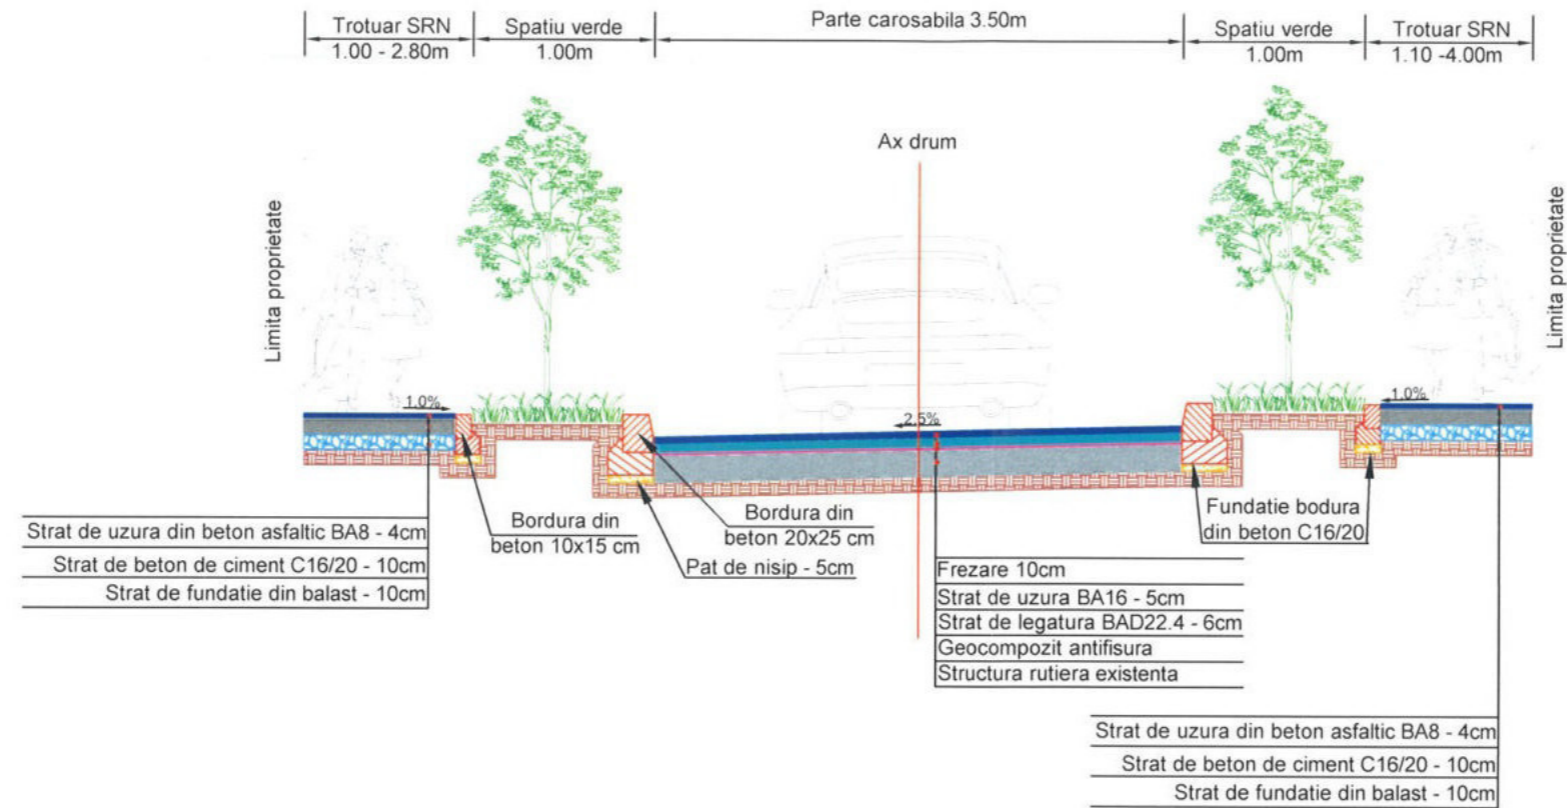 Trotuar SRN
1.00 - 2.80m
Spatiu verde
1.00m
Parte carosabila 3.50m
Spatiu verde
1.00m
Trotuar SRN
1.10 -4.00m
Ax drum
Limita proprietate
Limita proprietate
1.0%
2.5%
1.0%
Strat de uzura din beton asfaltic BA8 - 4cm
Strat de beton de ciment C16/20 - 10cm
Strat de fundatie din balast - 10cm
Bordura din
beton 10x15 cm
Bordura din
beton 20x25 cm
Pat de nisip - 5cm
Fundatie bodura
din beton C16/20
Frezare 10cm
Strat de uzura BA16 - 5cm
Strat de legatura BAD22.4 - 6cm
Geocompozit antifisura
Structura rutiera existenta
Strat de uzura din beton asfaltic BA8 - 4cm
Strat de beton de ciment C16/20 - 10cm
Strat de fundatie din balast - 10cm